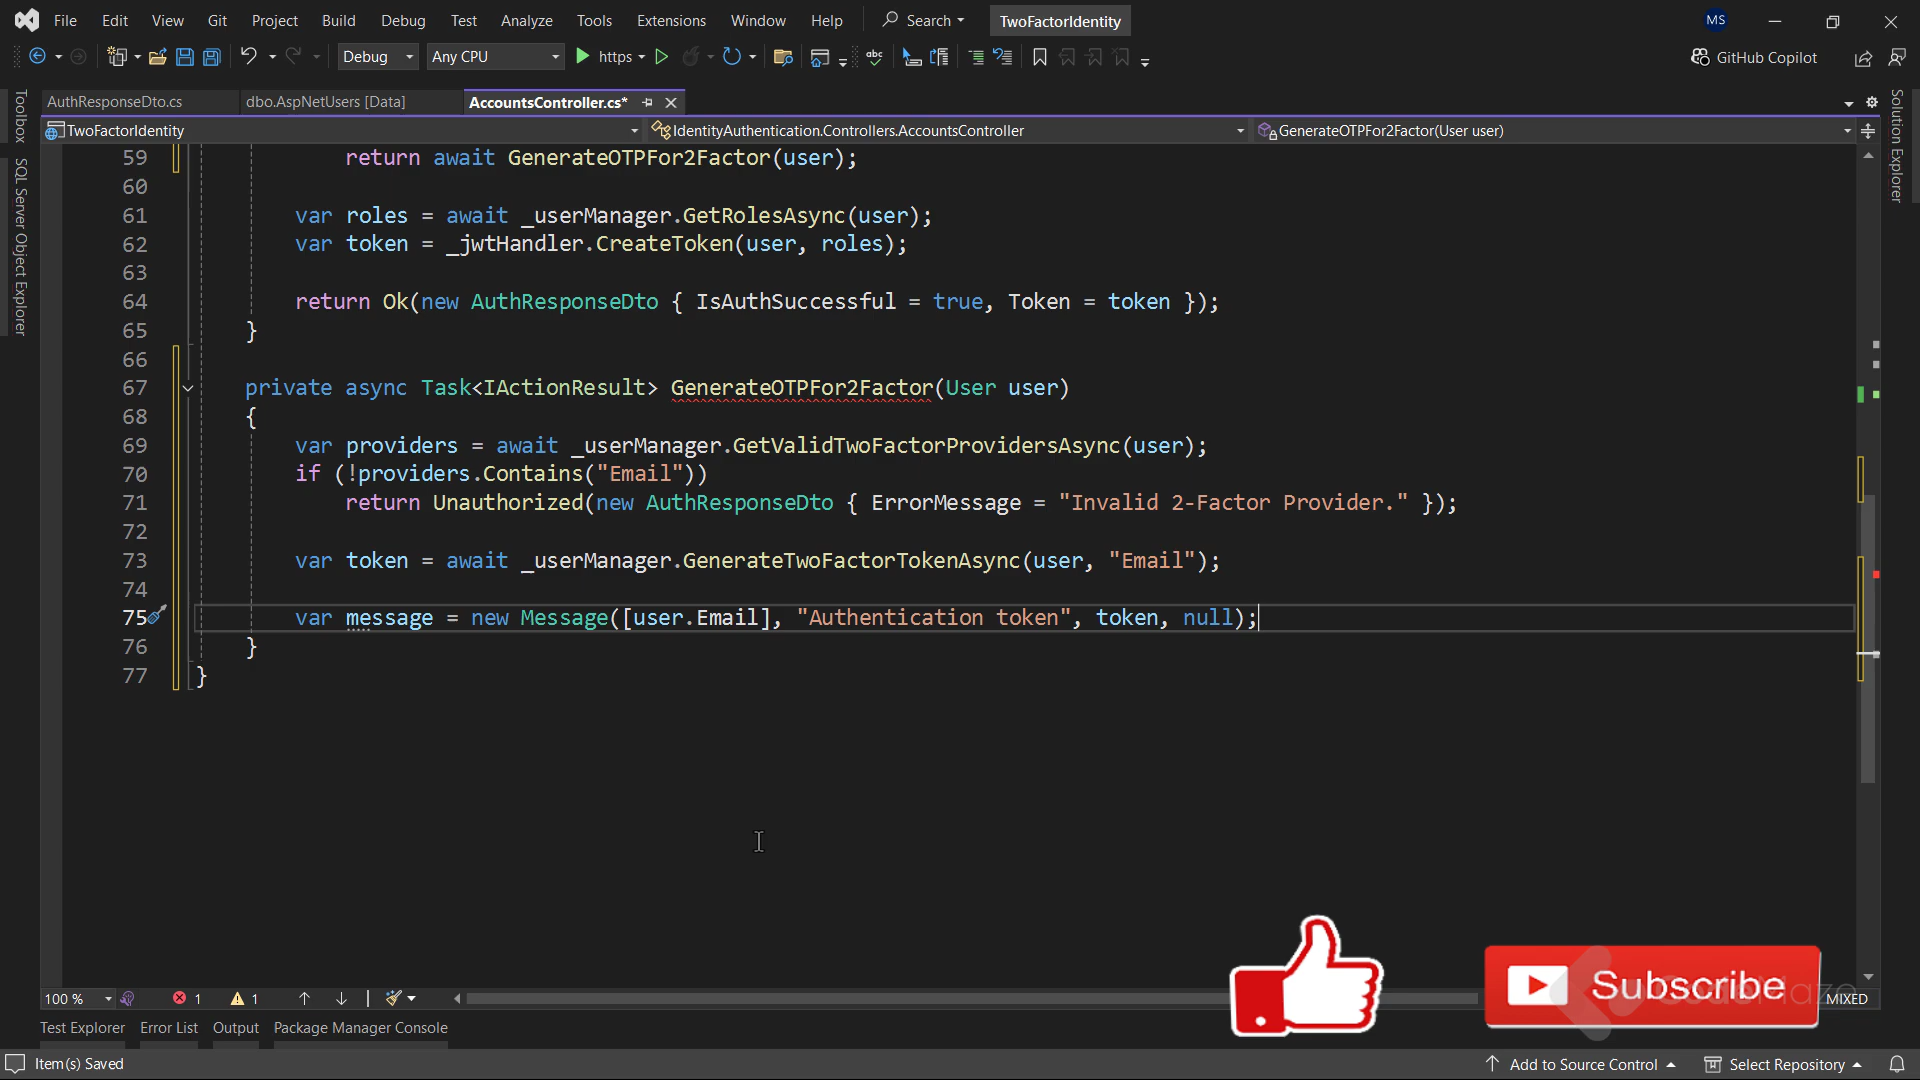 File Edit View Git Project Build Debug Test Analyze Tools Extensions Window Help Search TwoFactorIdentity MS
Debug Any CPU https abc GitHub Copilot
AuthResponseDto.cs dbo.AspNetUsers [Data] AccountsController.cs*
TwoFactorIdentity IdentityAuthentication.Controllers.AccountsController GenerateOTPFor2Factor(User user)
Toolbox
SQL Server Object Explorer
Solution Explorer
59 return await GenerateOTPFor2Factor(user);
60
61 var roles = await _userManager.GetRolesAsync(user);
62 var token = _jwtHandler.CreateToken(user, roles);
63
64 return Ok(new AuthResponseDto { IsAuthSuccessful = true, Token = token });
65 }
66
67 private async Task<IActionResult> GenerateOTPFor2Factor(User user)
68 {
69 var providers = await _userManager.GetValidTwoFactorProvidersAsync(user);
70 if (!providers.Contains("Email"))
71 return Unauthorized(new AuthResponseDto { ErrorMessage = "Invalid 2-Factor Provider." });
72
73 var token = await _userManager.GenerateTwoFactorTokenAsync(user, "Email");
74
75 var message = new Message([user.Email], "Authentication token", token, null);
76 }
77 }
Subscribe
100 % 1 1 MIXED
Test Explorer Error List Output Package Manager Console
Item(s) Saved Add to Source Control Select Repository